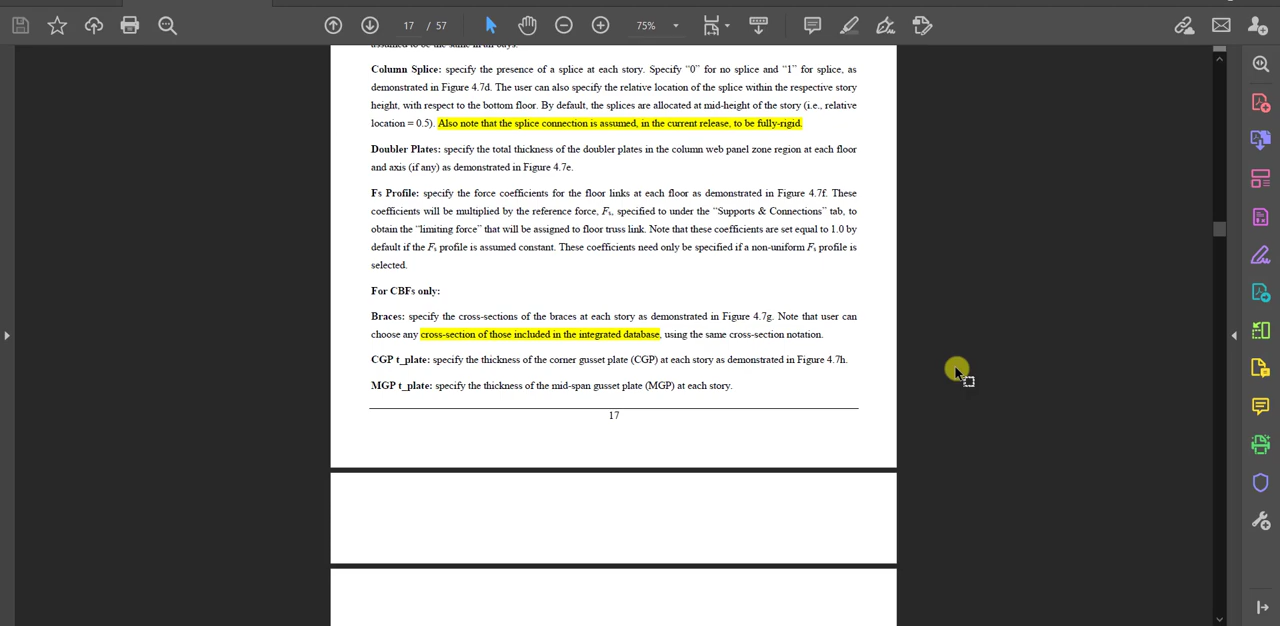 17 / 57
75%
assumed to be the same in all bays.
Column Splice: specify the presence of a splice at each story. Specify “0” for no splice and “1” for splice, as
demonstrated in Figure 4.7d. The user can also specify the relative location of the splice within the respective story
height, with respect to the bottom floor. By default, the splices are allocated at mid-height of the story (i.e., relative
location = 0.5). Also note that the splice connection is assumed, in the current release, to be fully-rigid.
Doubler Plates: specify the total thickness of the doubler plates in the column web panel zone region at each floor
and axis (if any) as demonstrated in Figure 4.7e.
Fs Profile: specify the force coefficients for the floor links at each floor as demonstrated in Figure 4.7f. These
coefficients will be multiplied by the reference force, Fs, specified to under the “Supports & Connections” tab, to
obtain the “limiting force” that will be assigned to floor truss link. Note that these coefficients are set equal to 1.0 by
default if the Fs profile is assumed constant. These coefficients need only be specified if a non-uniform Fs profile is
selected.
For CBFs only:
Braces: specify the cross-sections of the braces at each story as demonstrated in Figure 4.7g. Note that user can
choose any cross-section of those included in the integrated database, using the same cross-section notation.
CGP t_plate: specify the thickness of the corner gusset plate (CGP) at each story as demonstrated in Figure 4.7h.
MGP t_plate: specify the thickness of the mid-span gusset plate (MGP) at each story.
17